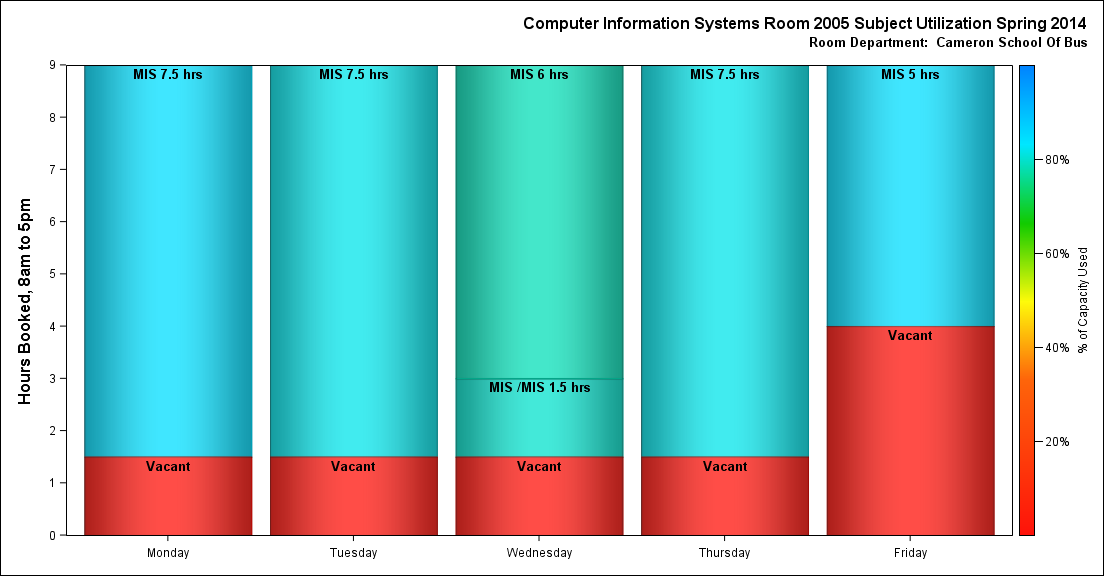 Computer Information Systems Room 2005 Subject Utilization Spring 2014
Room Department:  Cameron School Of Bus
Hours Booked, 8am to 5pm
9
8
7
6
5
4
3
2
1
0
MIS 7.5 hrs
Vacant
MIS 7.5 hrs
Vacant
MIS 6 hrs
MIS /MIS 1.5 hrs
Vacant
MIS 7.5 hrs
Vacant
MIS 5 hrs
Vacant
Monday
Tuesday
Wednesday
Thursday
Friday
80%
60%
40%
20%
% of Capacity Used